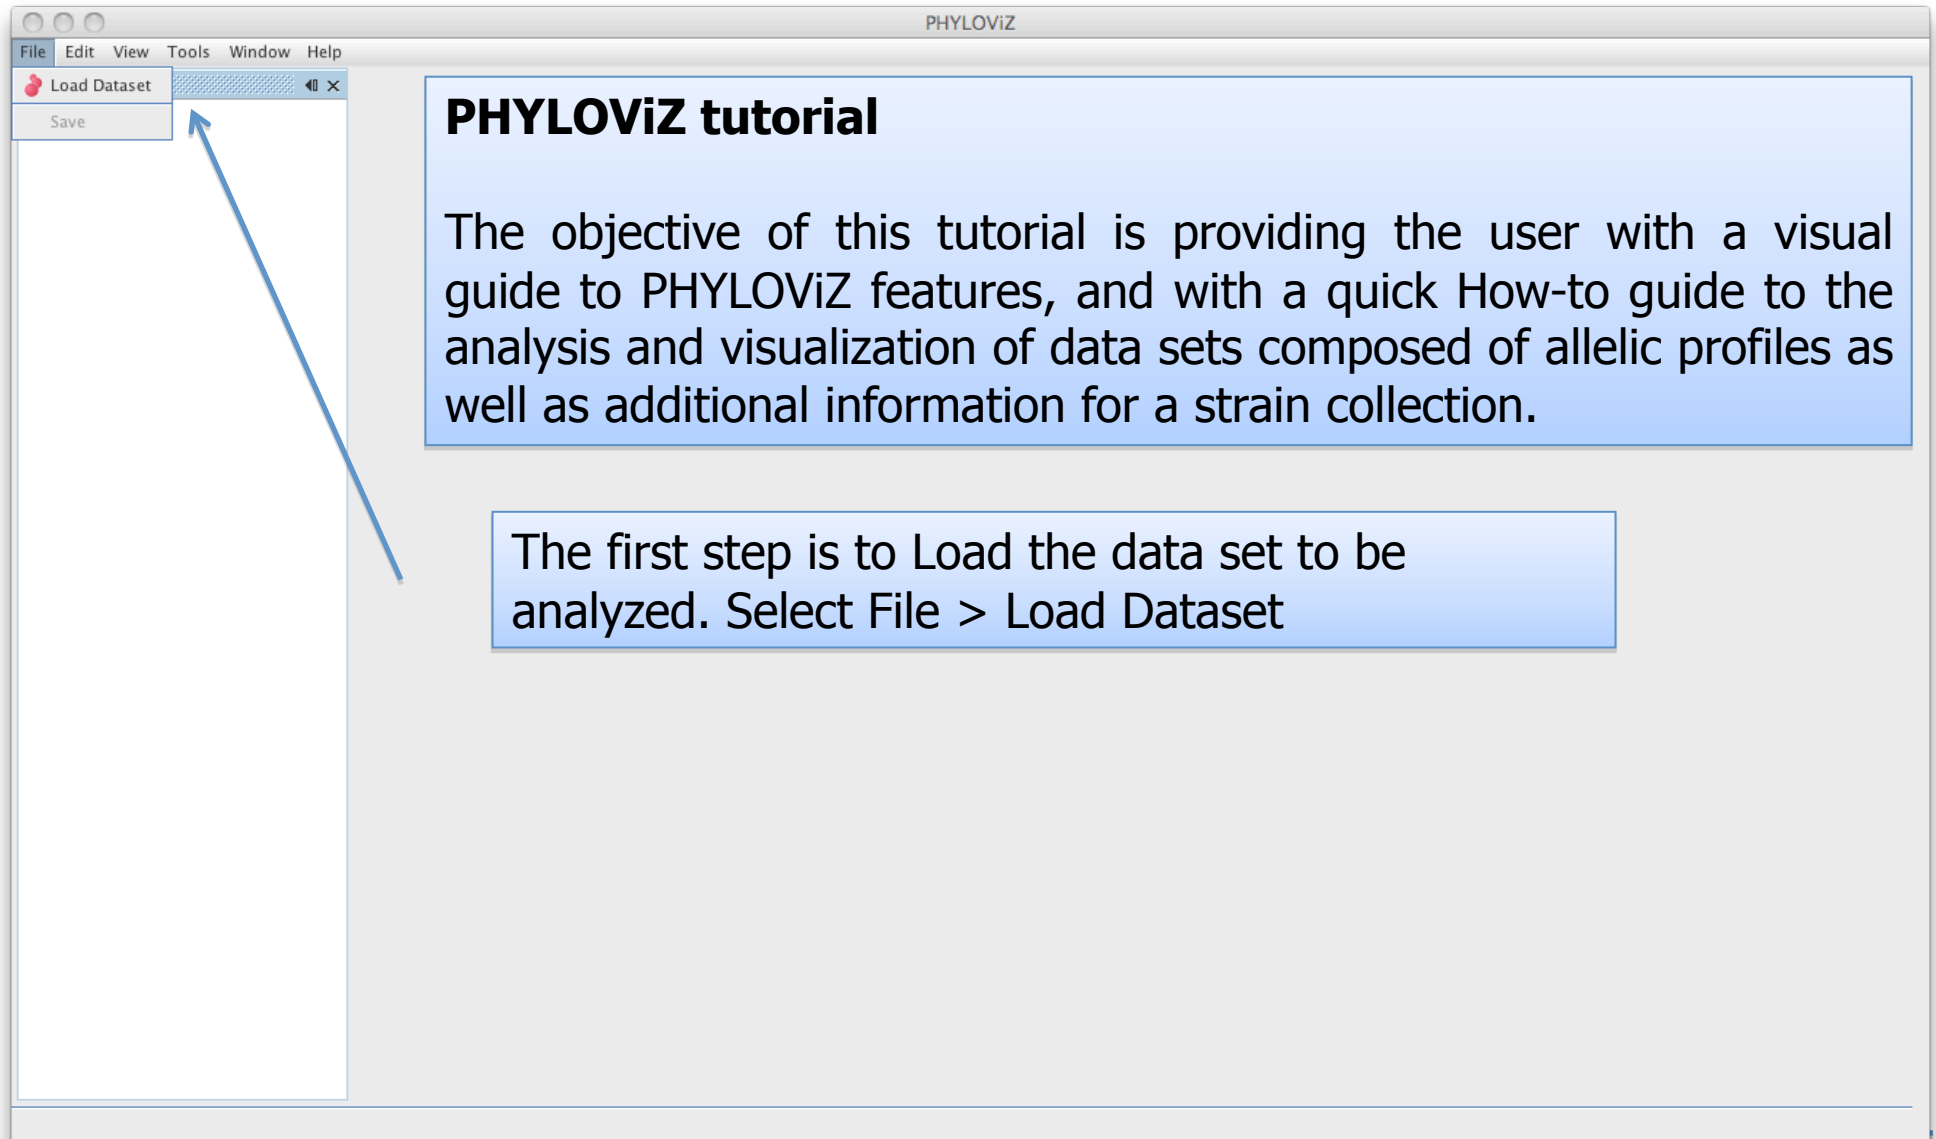 PHYLOViZ
File Edit View Tools Window Help
Load Dataset
Save
PHYLOViZ tutorial
The objective of this tutorial is providing the user with a visual
guide to PHYLOViZ features, and with a quick How-to guide to the
analysis and visualization of data sets composed of allelic profiles as
well as additional information for a strain collection.
The first step is to Load the data set to be
analyzed. Select File > Load Dataset